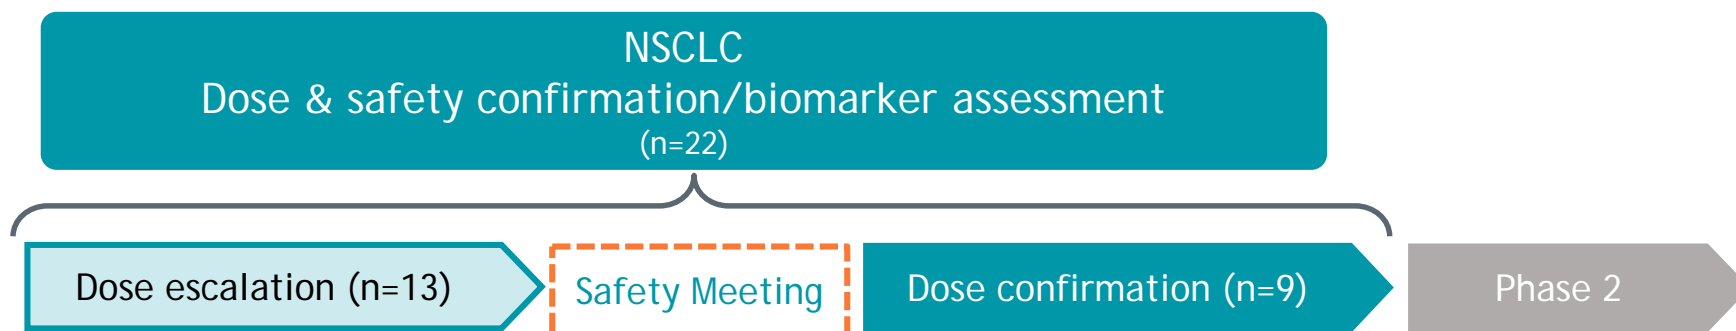 NSCLC
Dose & safety confirmation/biomarker assessment
(n=22)
Dose escalation (n=13)
Safety Meeting
Dose confirmation (n=9)
Phase 2